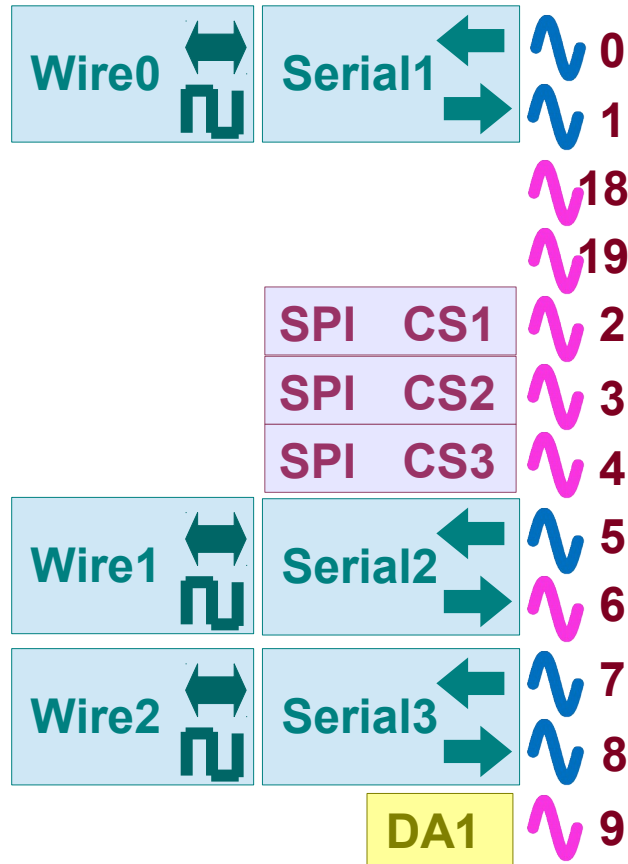 Wire0 Serial1 0
1
18
19
SPI CS1 2
SPI CS2 3
SPI CS3 4
Wire1 Serial2 5
6
Wire2 Serial3 7
8
DA1 9